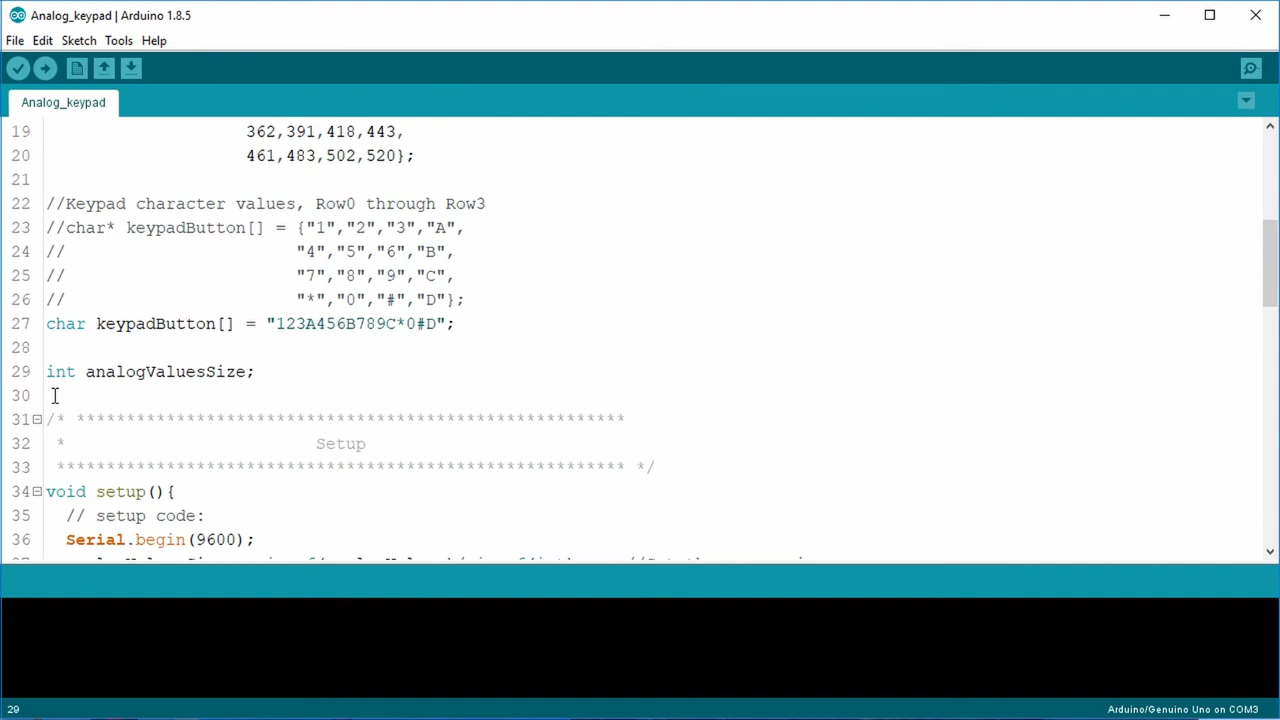 Analog_keypad | Arduino 1.8.5
File Edit Sketch Tools Help
Analog_keypad
19 362,391,418,443,
20 461,483,502,520};
21
22 //Keypad character values, Row0 through Row3
23 //char* keypadButton[] = {"1","2","3","A",
24 // "4","5","6","B",
25 // "7","8","9","C",
26 // "*","0","#","D"};
27 char keypadButton[] = "123A456B789C*0#D";
28
29 int analogValuesSize;
30
31 /* *******************************************************
32 * Setup
33 ********************************************************* */
34 void setup(){
35 // setup code:
36 Serial.begin(9600);
29
Arduino/Genuino Uno on COM3